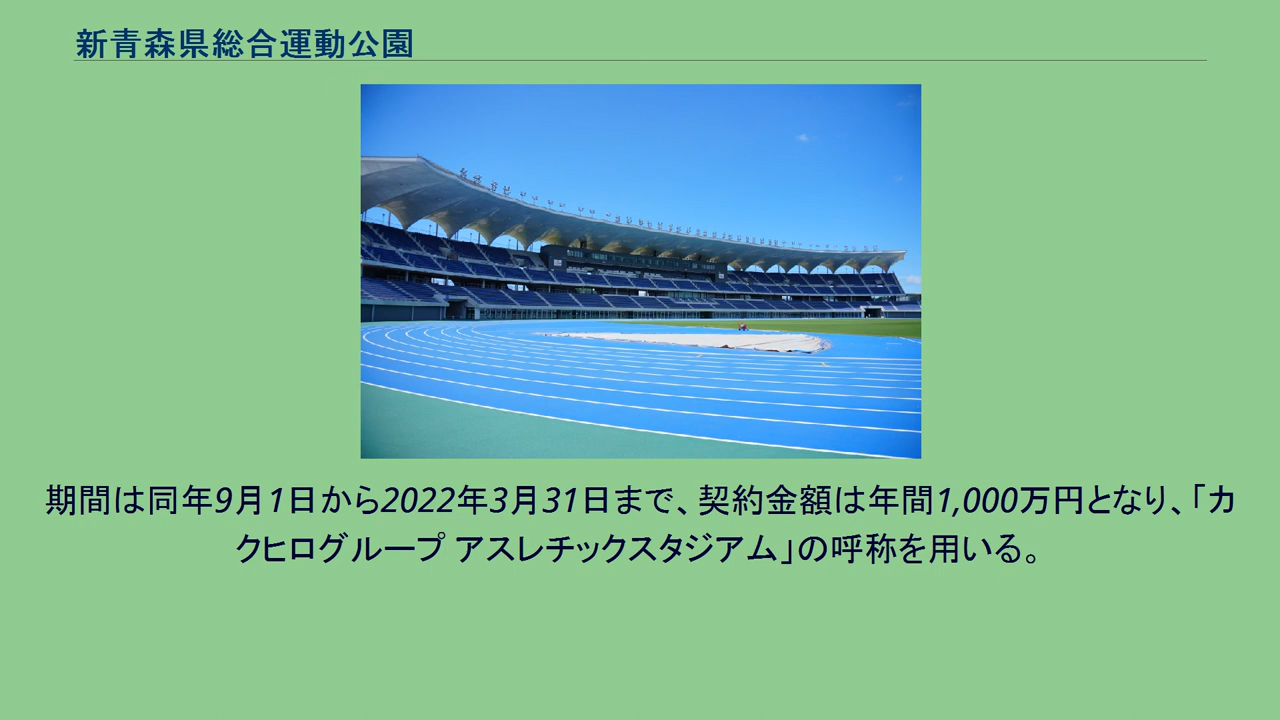 新青森県総合運動公園
期間は同年9月1日から2022年3月31日まで、契約金額は年間1,000万円となり、「カ
クヒログループ アスレチックスタジアム」の呼称を用いる。